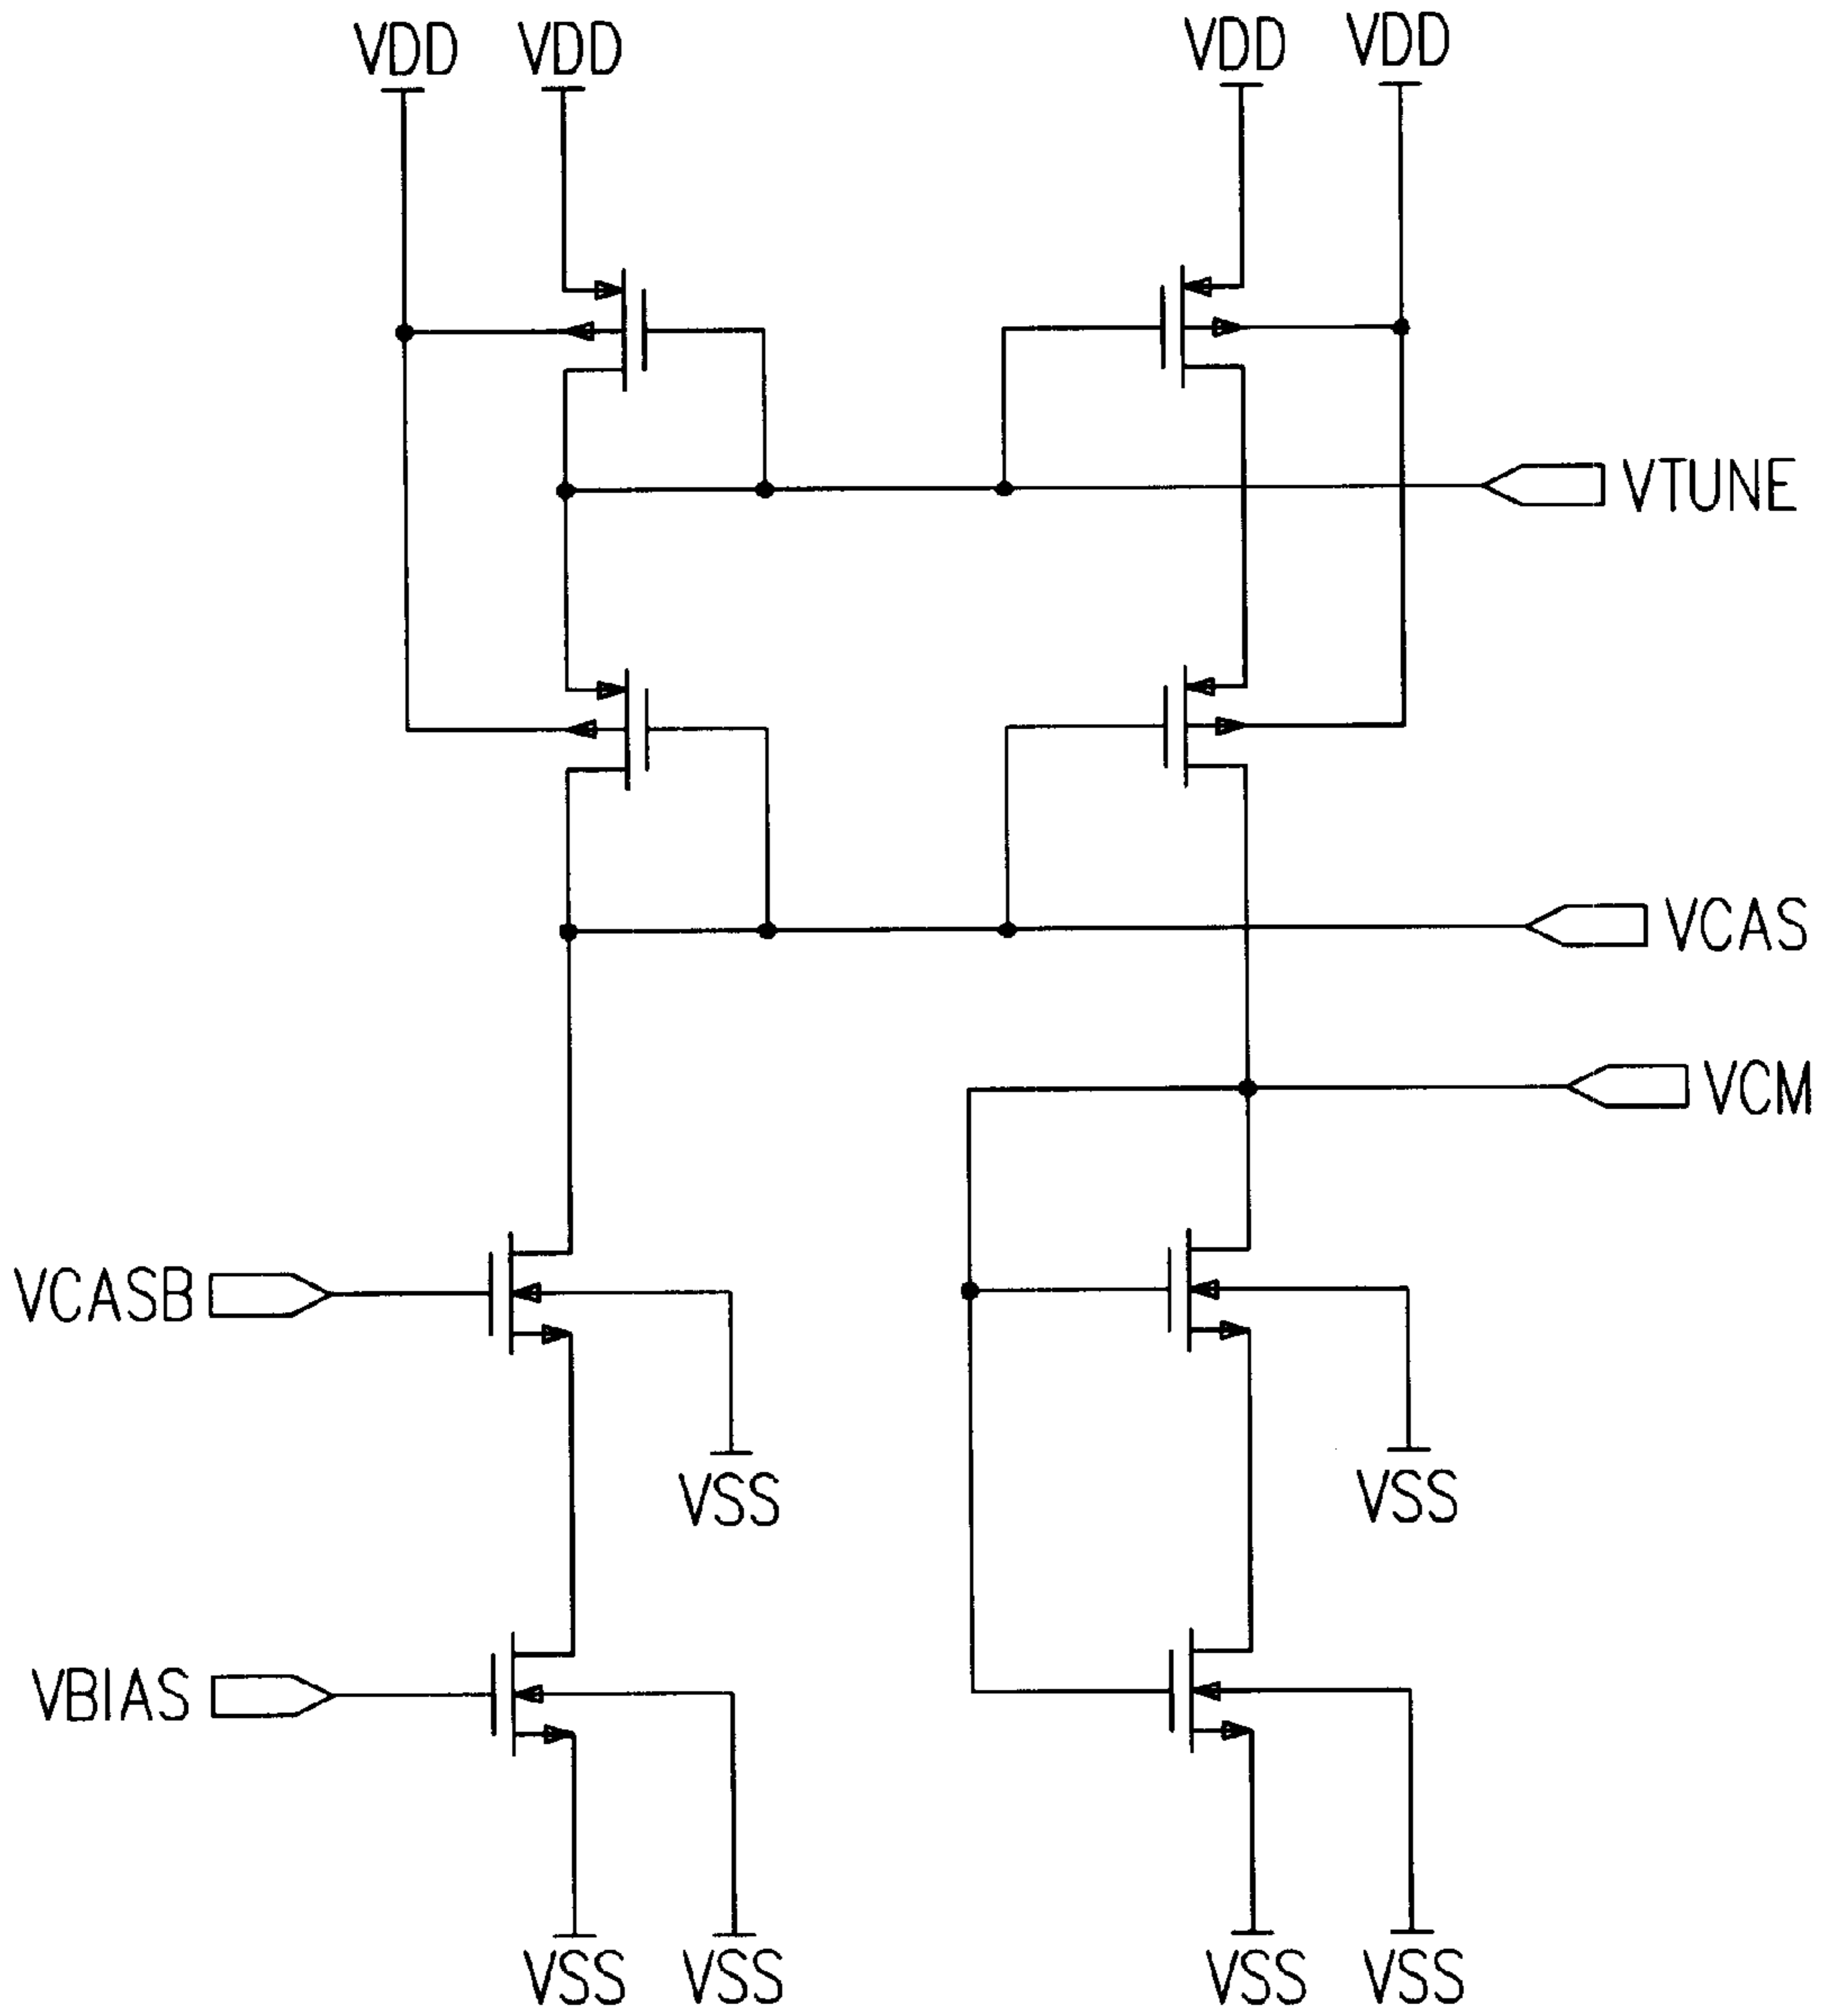 VDD VDD VDD VDD
VTUNE
VCAS
VCM
VCASB
VSS VSS
VBIAS
VSS VSS VSS VSS